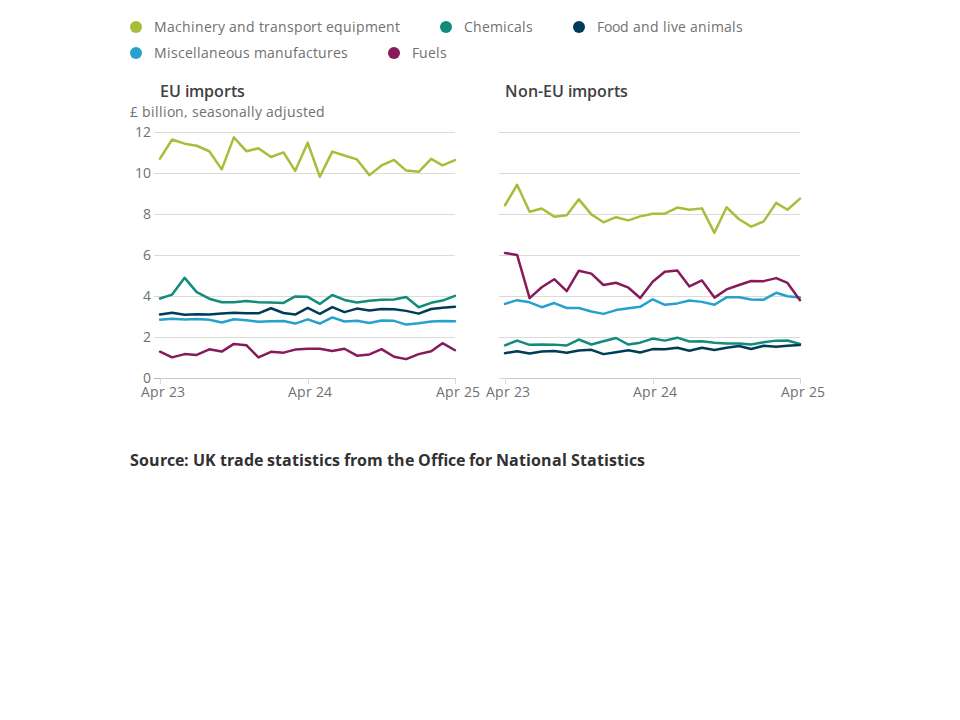 Machinery and transport equipment Chemicals Food and live animals
Miscellaneous manufactures Fuels
EU imports Non-EU imports
£ billion, seasonally adjusted
12
10
8
6
4
2
0
Apr 23 Apr 24 Apr 25 Apr 23 Apr 24 Apr 25
Source: UK trade statistics from the Office for National Statistics